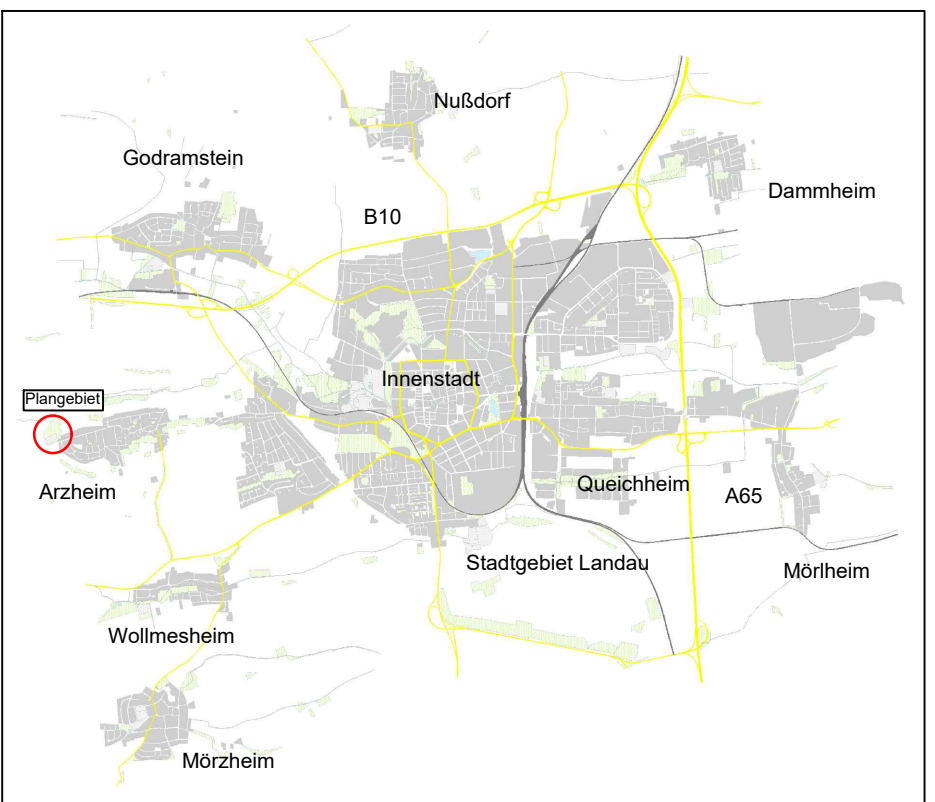 Nußdorf
Godramstein
Dammheim
B10
Innenstadt
Plangebiet
Arzheim
Queichheim
A65
Stadtgebiet Landau
Mörlheim
Wollmesheim
Mörzheim